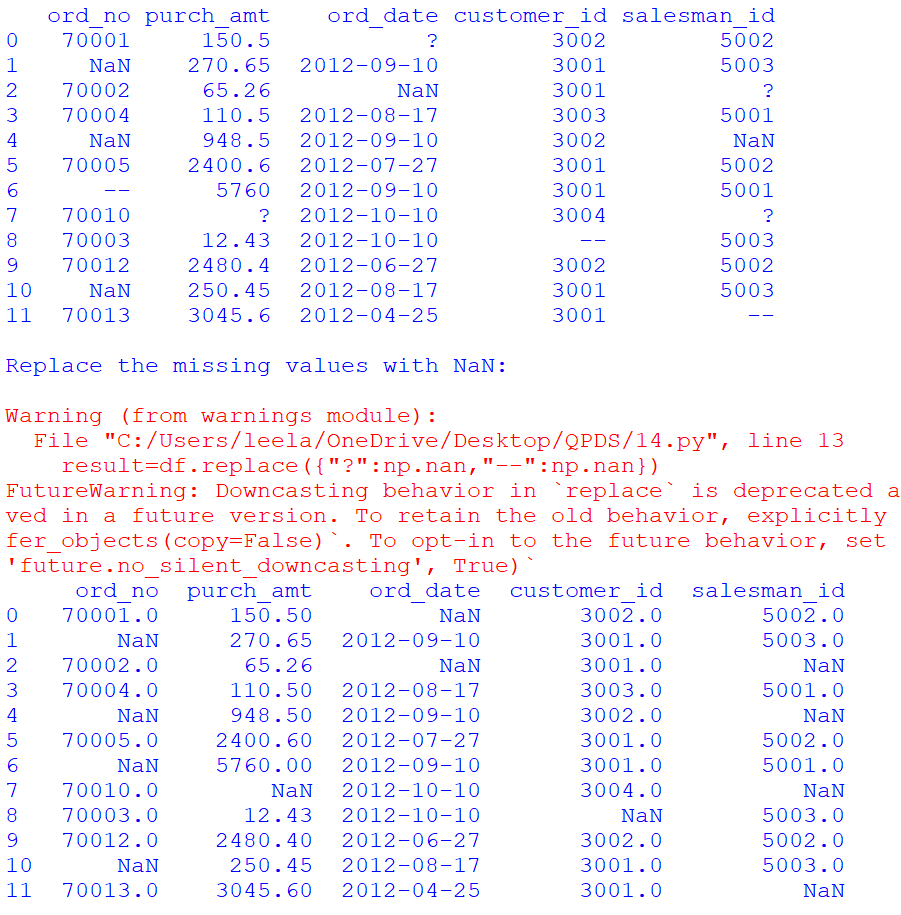 ord_no purch_amt    ord_date customer_id salesman_id
0   70001     150.5           ?        3002        5002
1     NaN    270.65  2012-09-10        3001        5003
2   70002     65.26         NaN        3001           ?
3   70004     110.5  2012-08-17        3003        5001
4     NaN     948.5  2012-09-10        3002         NaN
5   70005    2400.6  2012-07-27        3001        5002
6      --      5760  2012-09-10        3001        5001
7   70010         ?  2012-10-10        3004           ?
8   70003     12.43  2012-10-10          --        5003
9   70012    2480.4  2012-06-27        3002        5002
10    NaN    250.45  2012-08-17        3001        5003
11  70013    3045.6  2012-04-25        3001          --
Replace the missing values with NaN:
Warning (from warnings module):
  File "C:/Users/leela/OneDrive/Desktop/QPDS/14.py", line 13
    result=df.replace({"?":np.nan,"--":np.nan})
FutureWarning: Downcasting behavior in `replace` is deprecated a
ved in a future version. To retain the old behavior, explicitly
fer_objects(copy=False)`. To opt-in to the future behavior, set
'future.no_silent_downcasting', True)`
     ord_no  purch_amt    ord_date  customer_id  salesman_id
0   70001.0     150.50         NaN       3002.0       5002.0
1       NaN     270.65  2012-09-10       3001.0       5003.0
2   70002.0      65.26         NaN       3001.0          NaN
3   70004.0     110.50  2012-08-17       3003.0       5001.0
4       NaN     948.50  2012-09-10       3002.0          NaN
5   70005.0    2400.60  2012-07-27       3001.0       5002.0
6       NaN    5760.00  2012-09-10       3001.0       5001.0
7   70010.0        NaN  2012-10-10       3004.0          NaN
8   70003.0      12.43  2012-10-10          NaN       5003.0
9   70012.0    2480.40  2012-06-27       3002.0       5002.0
10      NaN     250.45  2012-08-17       3001.0       5003.0
11  70013.0    3045.60  2012-04-25       3001.0          NaN